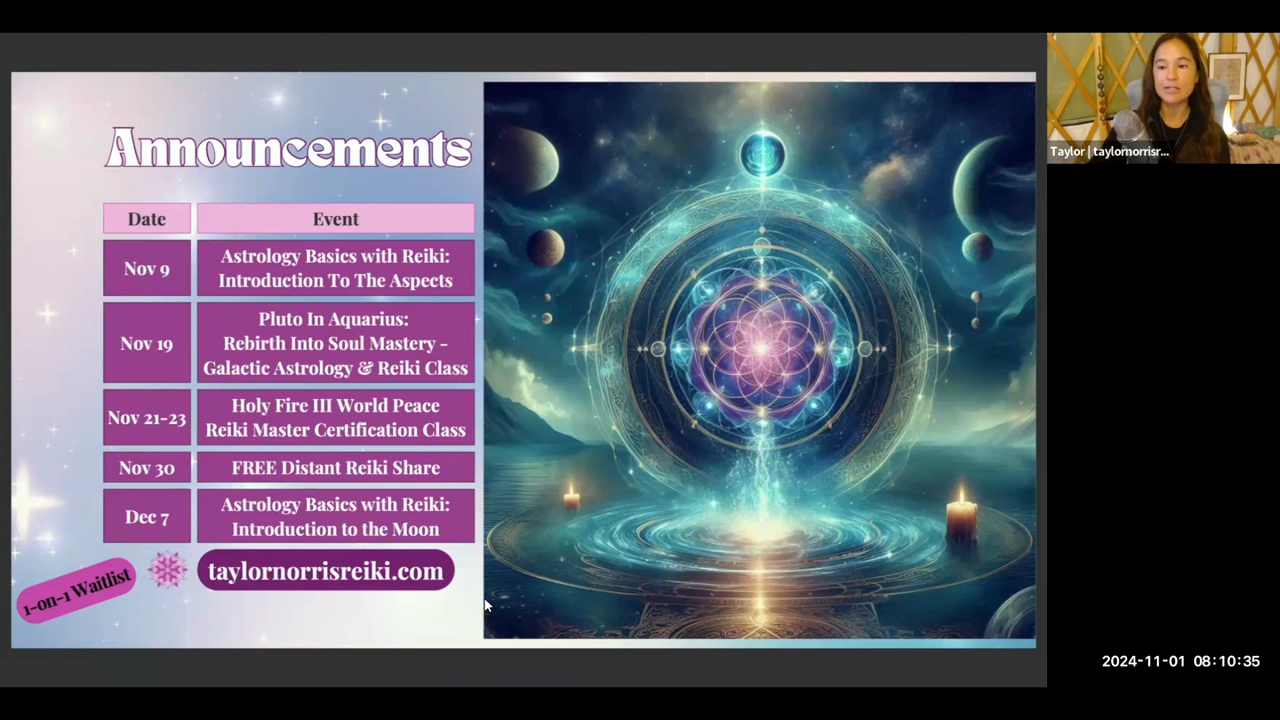 Announcements
Date
Event
Nov 9
Astrology Basics with Reiki:
Introduction To The Aspects
Nov 19
Pluto In Aquarius:
Rebirth Into Soul Mastery -
Galactic Astrology & Reiki Class
Nov 21-23
Holy Fire III World Peace
Reiki Master Certification Class
Nov 30
FREE Distant Reiki Share
Dec 7
Astrology Basics with Reiki:
Introduction to the Moon
1-on-1 Waitlist
taylornorrisreiki.com
Taylor | taylornorrisr...
2024-11-01 08:10:35